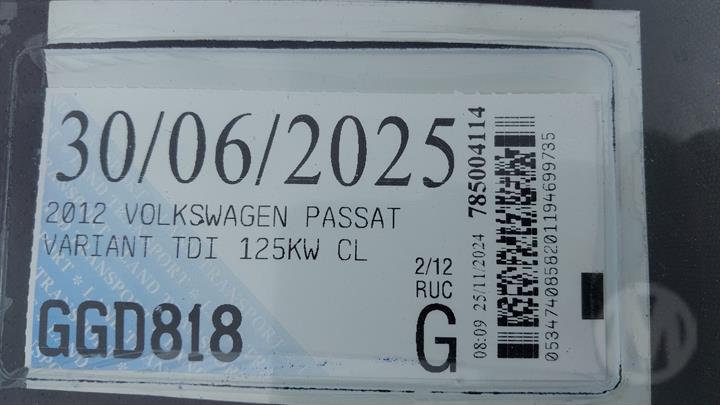 30/06/2025
2012 VOLKSWAGEN PASSAT
VARIANT TDI 125KW CL
GGD818
2/12
RUC
G
08:09 25/11/2024 785004114
0534740858201194699735